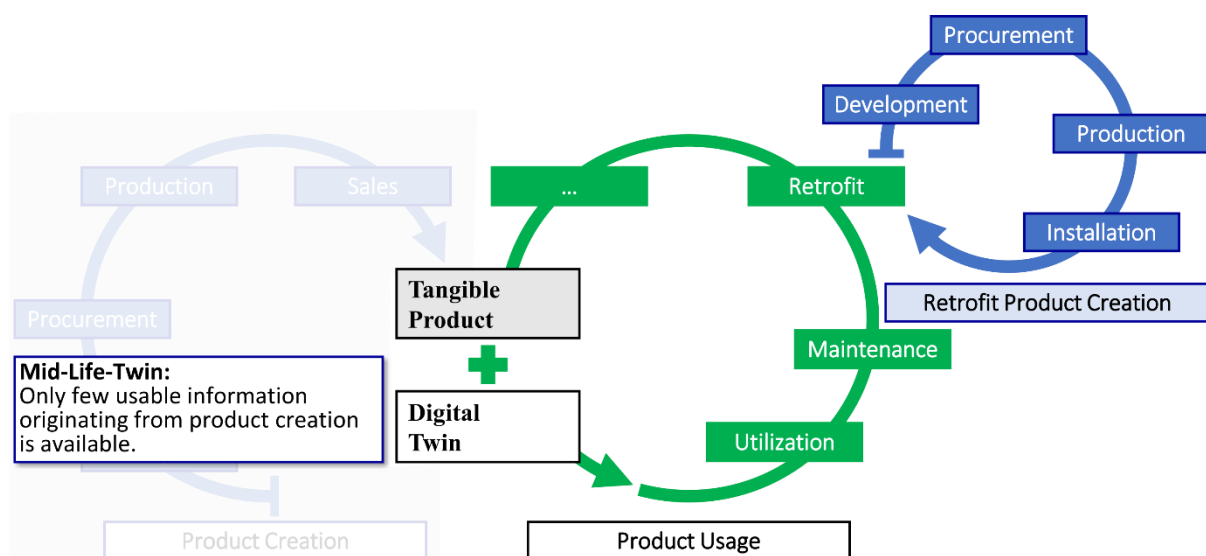 Procurement
Development
Production
Installation
Retrofit Product Creation
Production
Sales
...
Retrofit
Tangible
Product
Procurement
Mid-Life-Twin:
Only few usable information
originating from product creation
is available.
Digital
Twin
Maintenance
Utilization
Product Creation
Product Usage